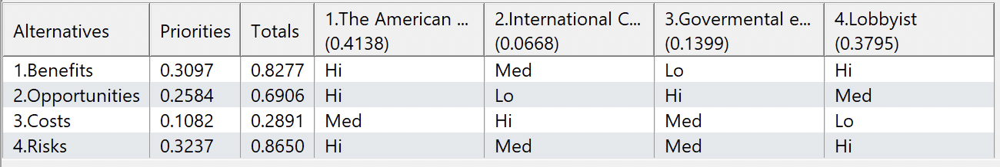 Alternatives Priorities Totals 1.The American ... (0.4138) 2.International C... (0.0668) 3.Govermental e... (0.1399) 4.Lobbyist (0.3795)
1.Benefits 0.3097 0.8277 Hi Med Lo Hi
2.Opportunities 0.2584 0.6906 Hi Lo Hi Med
3.Costs 0.1082 0.2891 Med Hi Med Lo
4.Risks 0.3237 0.8650 Hi Med Med Hi